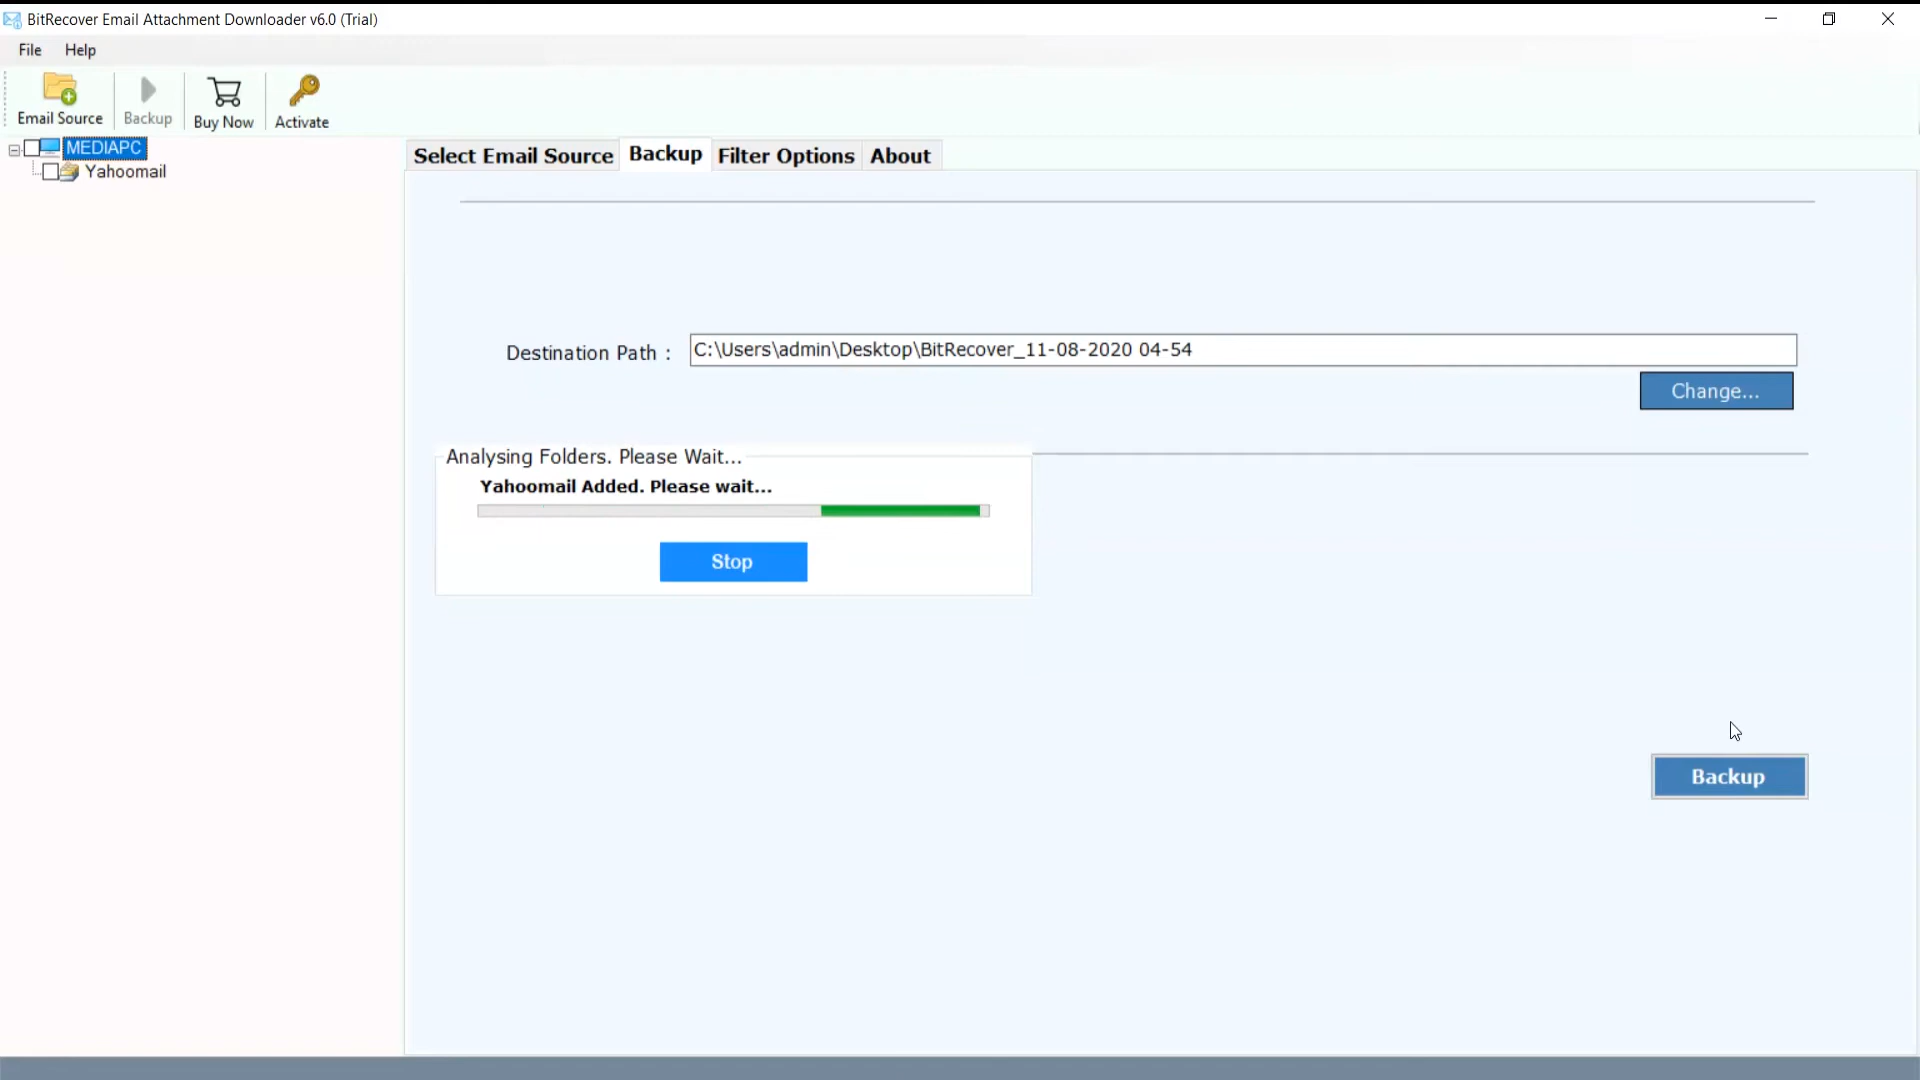 BitRecover Email Attachment Downloader v6.0 (Trial)
File Help
Email Source Backup Buy Now Activate
MEDIAPC
Yahoomail
Select Email Source Backup Filter Options About
Destination Path : C:\Users\admin\Desktop\BitRecover_11-08-2020 04-54
Change...
Analysing Folders. Please Wait...
Yahoomail Added. Please wait...
Stop
Backup